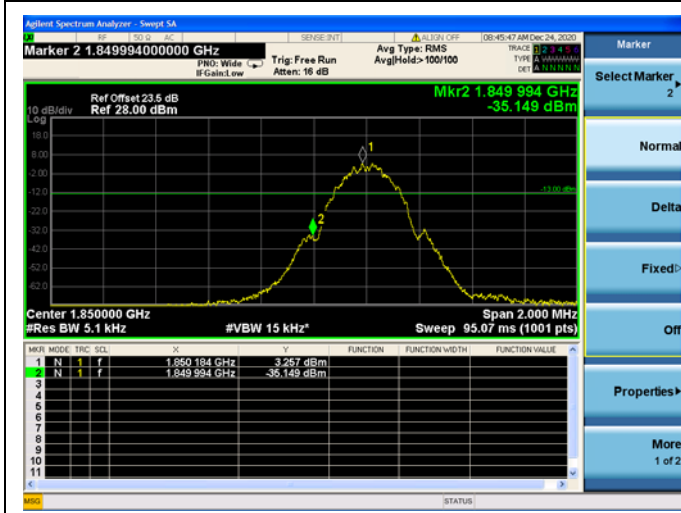 Agilent Spectrum Analyzer - Swept SA
RF 50 Ω AC SENSE:INT ALIGN OFF 08:45:47 AM Dec 24, 2020
Marker 2 1.849994000000 GHz
PNO: Wide
IFGain:Low
Trig: Free Run
Atten: 16 dB
Avg Type: RMS
Avg|Hold:>100/100
TRACE 1 2 3 4 5 6
TYPE A WWWWW
DET A N N N N N
Marker
Select Marker
2
Normal
Delta
Fixed
Off
Properties
More
1 of 2
Mkr2 1.849 994 GHz
-35.149 dBm
Ref Offset 23.5 dB
Ref 28.00 dBm
10 dB/div
Log
18.0
8.00
-2.00
-12.0
-22.0
-32.0
-42.0
-52.0
-62.0
1
2
-13.00 dBm
Center 1.850000 GHz
Span 2.000 MHz
#Res BW 5.1 kHz
#VBW 15 kHz*
Sweep 95.07 ms (1001 pts)
MKR MODE TRC SCL X Y FUNCTION FUNCTION WIDTH FUNCTION VALUE
1 N 1 f 1.850 184 GHz 3.257 dBm
2 N 1 f 1.849 994 GHz -35.149 dBm
3
4
5
6
7
8
9
10
11
MSG
STATUS